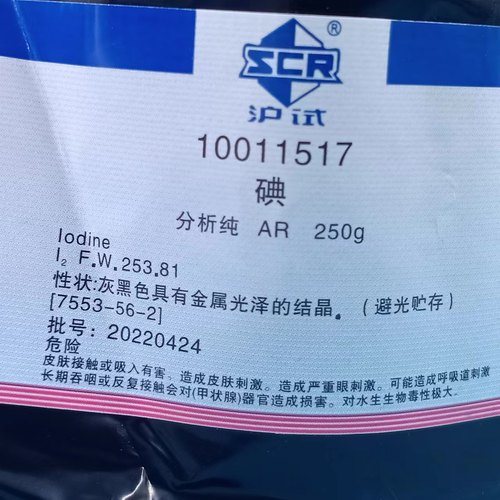 ®
SCR
沪试
10011517
碘
分析纯 AR 250g
Iodine
I₂ F.W.253.81
性状:灰黑色具有金属光泽的结晶。(避光贮存)
[7553-56-2]
批号: 20220424
危险
皮肤接触或吸入有害。造成皮肤刺激。造成严重眼刺激。可能造成呼吸道刺激
长期吞咽或反复接触会对(甲状腺)器官造成损害。对水生生物毒性极大.